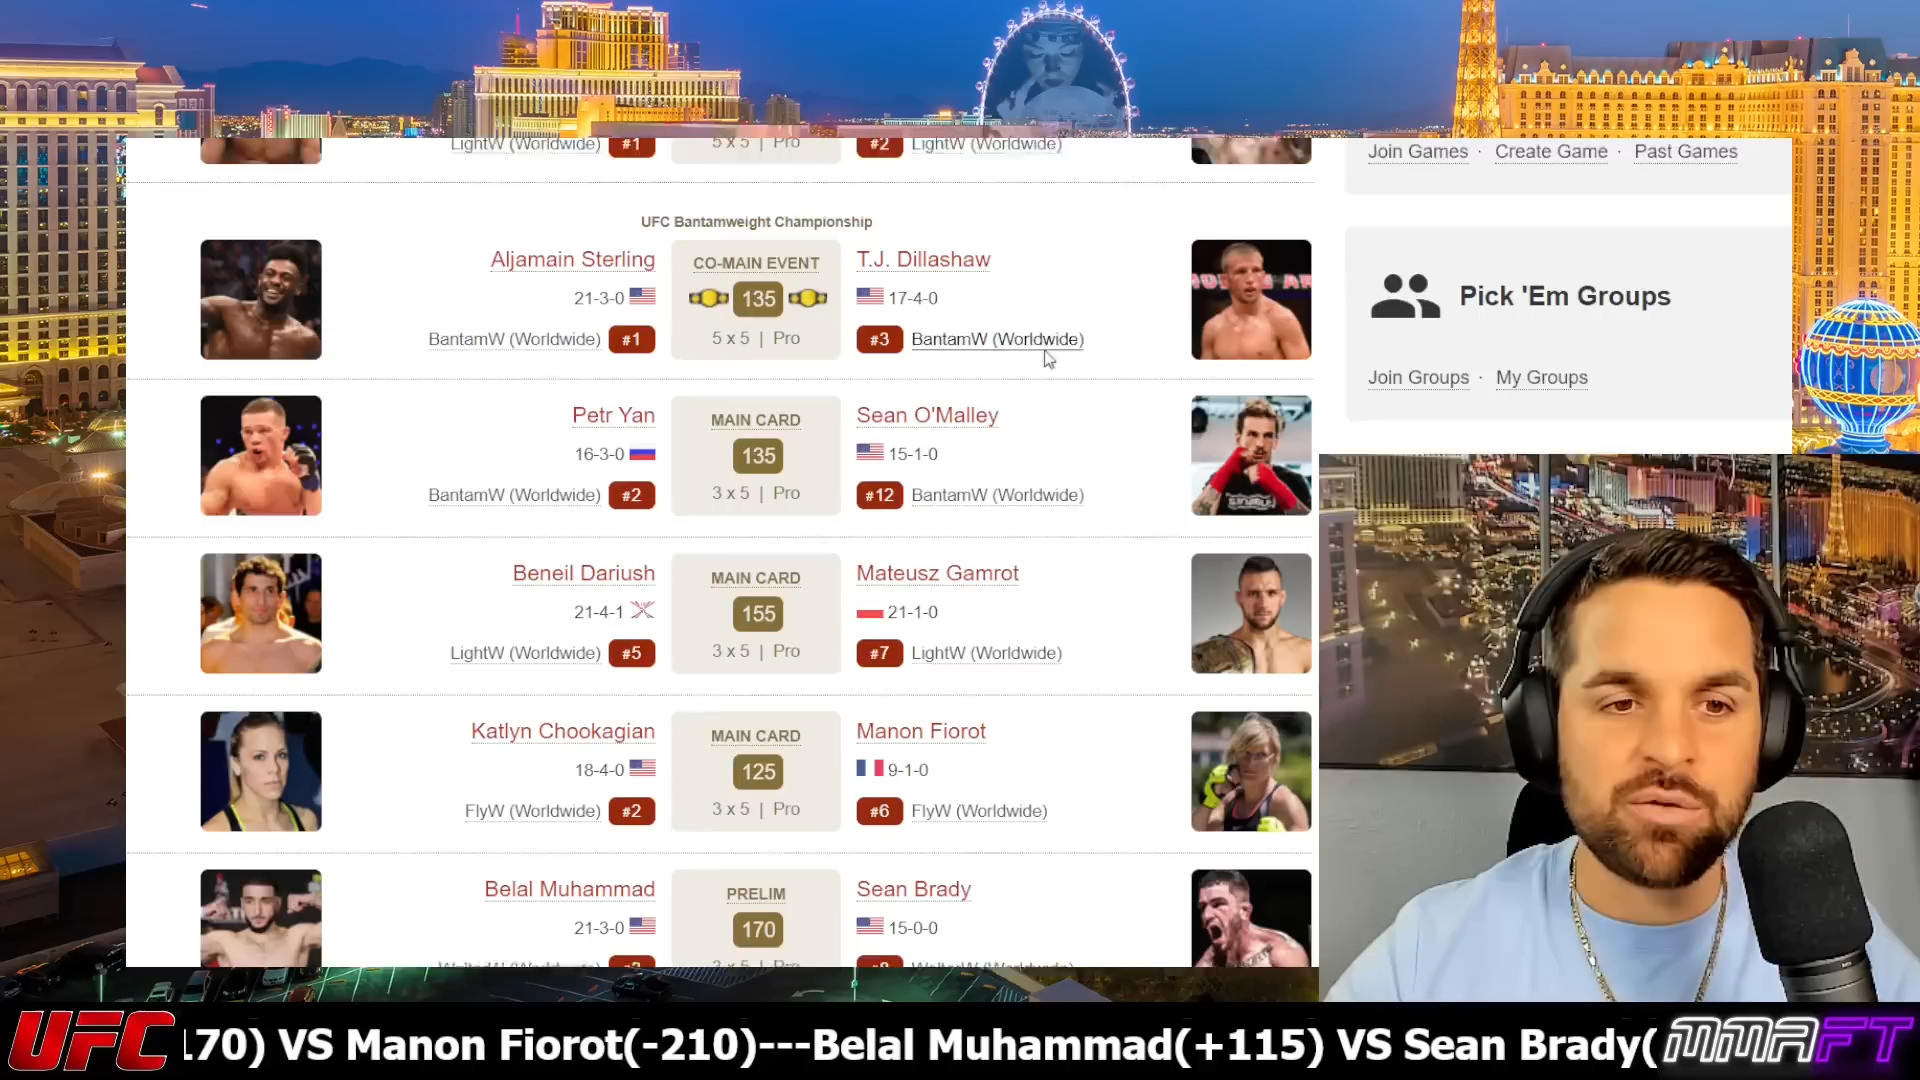 LightW (Worldwide) #1 5 x 5 | Pro #2 LightW (Worldwide)
Join Games · Create Game · Past Games
UFC Bantamweight Championship
Aljamain Sterling CO-MAIN EVENT T.J. Dillashaw
21-3-0 135 17-4-0
BantamW (Worldwide) #1 5 x 5 | Pro #3 BantamW (Worldwide)
Pick 'Em Groups
Join Groups · My Groups
Petr Yan MAIN CARD Sean O'Malley
16-3-0 135 15-1-0
BantamW (Worldwide) #2 3 x 5 | Pro #12 BantamW (Worldwide)
Beneil Dariush MAIN CARD Mateusz Gamrot
21-4-1 155 21-1-0
LightW (Worldwide) #5 3 x 5 | Pro #7 LightW (Worldwide)
Katlyn Chookagian MAIN CARD Manon Fiorot
18-4-0 125 9-1-0
FlyW (Worldwide) #2 3 x 5 | Pro #6 FlyW (Worldwide)
Belal Muhammad PRELIM Sean Brady
21-3-0 170 15-0-0
3 x 5 | Pro
UFC 170) VS Manon Fiorot(-210)---Belal Muhammad(+115) VS Sean Brady( MMAFT